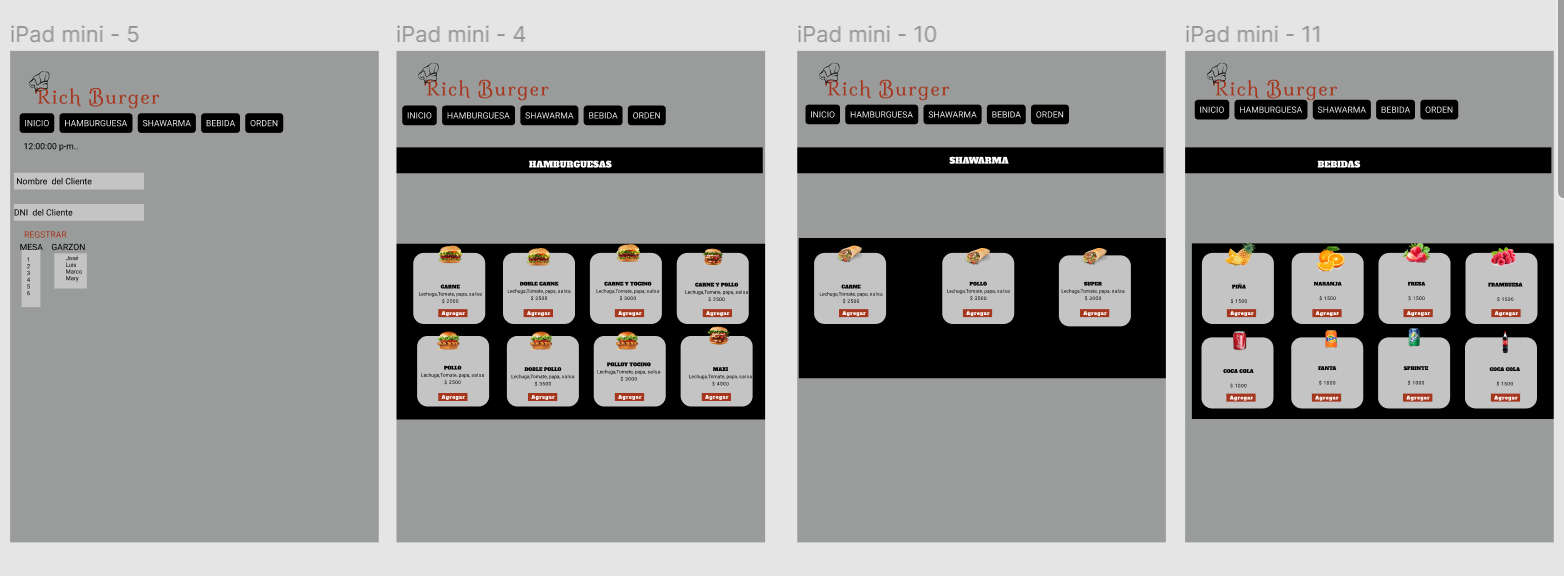 iPad mini - 5
Rich Burger
INICIO HAMBURGUESA SHAWARMA BEBIDA ORDEN
12:00:00 p-m..
Nombre del Cliente
DNI del Cliente
REGSTRAR
MESA GARZON
1
2
3
4
5
6
José
Luis
Marco
Mary
iPad mini - 4
Rich Burger
INICIO HAMBURGUESA SHAWARMA BEBIDA ORDEN
HAMBURGUESAS
CARNE
Lechuga,Tomate, papa, salsa
$ 2500
Agregar
DOBLE CARNE
Lechuga,Tomate, papa, salsa
$ 3500
Agregar
CARNE Y TOCINO
Lechuga,Tomate, papa, salsa
$ 3000
Agregar
CARNE Y POLLO
Lechuga,Tomate, papa, salsa
$ 2500
Agregar
POLLO
Lechuga,Tomate, papa, salsa
$ 2500
Agregar
DOBLE POLLO
Lechuga,Tomate, papa, salsa
$ 3500
Agregar
POLLOY TOCINO
Lechuga,Tomate, papa, salsa
$ 3000
Agregar
MAXI
Lechuga,Tomate, papa, salsa
$ 4000
Agregar
iPad mini - 10
Rich Burger
INICIO HAMBURGUESA SHAWARMA BEBIDA ORDEN
SHAWARMA
CARNE
Lechuga,Tomate, papa, salsa
$ 2500
Agregar
POLLO
Lechuga,Tomate, papa, salsa
$ 2500
Agregar
SUPER
Lechuga,Tomate, papa, salsa
$ 3000
Agregar
iPad mini - 11
Rich Burger
INICIO HAMBURGUESA SHAWARMA BEBIDA ORDEN
BEBIDAS
PIÑA
$ 1500
Agregar
NARANJA
$ 1500
Agregar
FRESA
$ 1500
Agregar
FRAMBUESA
$ 1500
Agregar
COCA COLA
$ 1000
Agregar
FANTA
$ 1000
Agregar
SPRINTE
$ 1000
Agregar
COCA COLA
$ 1500
Agregar